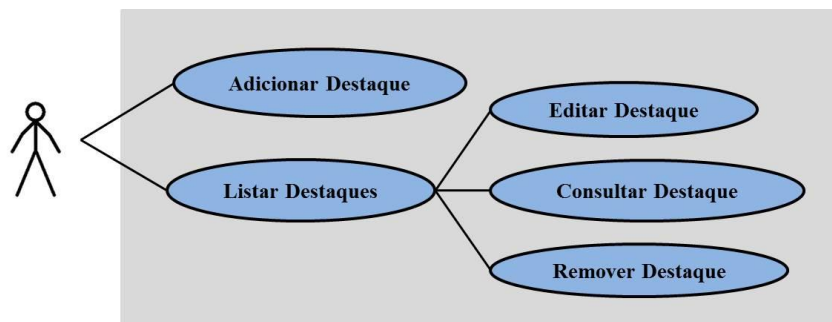 Adicionar Destaque
Listar Destaques
Editar Destaque
Consultar Destaque
Remover Destaque